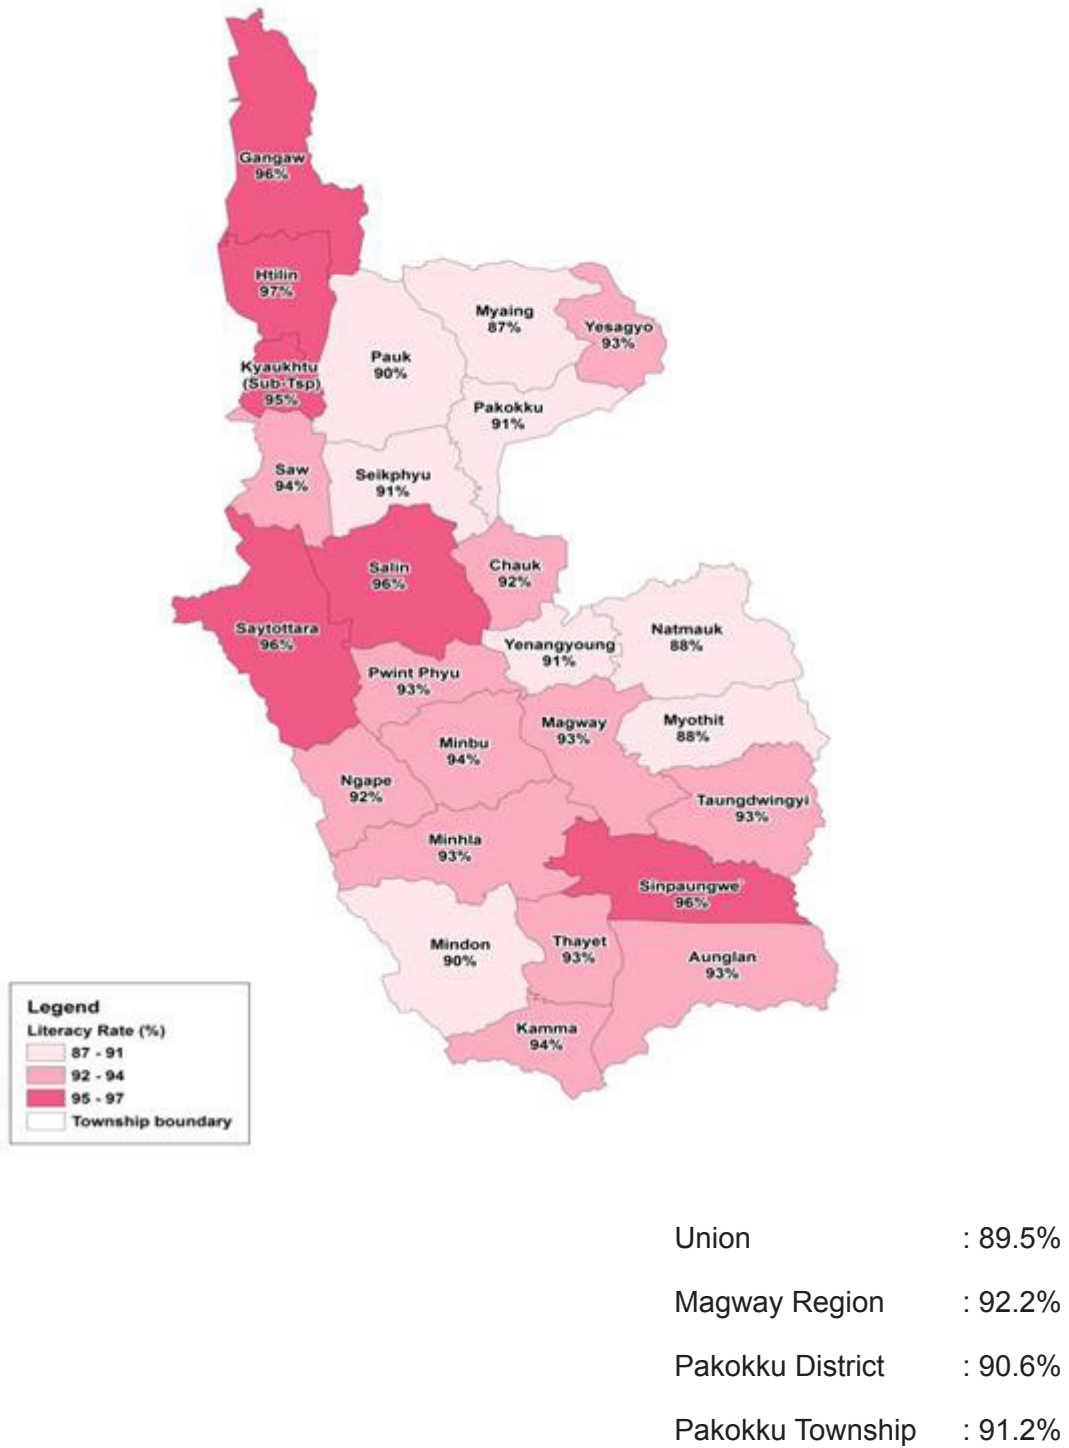 Gangaw
96%
Htilin
97%
Myaing
87%
Yesagyo
93%
Pauk
90%
Kyaukhtu
(Sub-Tsp)
95%
Pakokku
91%
Saw
94%
Seikphyu
91%
Salin
96%
Chauk
92%
Saytottara
96%
Yenangyoung
91%
Natmauk
88%
Pwint Phyu
93%
Magway
93%
Myothit
88%
Minbu
94%
Ngape
92%
Taungdwingyi
93%
Minhla
93%
Sinpaungwe'
96%
Mindon
90%
Thayet
93%
Aunglan
93%
Kamma
94%
Legend
Literacy Rate (%)
87 - 91
92 - 94
95 - 97
Township boundary
Union : 89.5%
Magway Region : 92.2%
Pakokku District : 90.6%
Pakokku Township : 91.2%